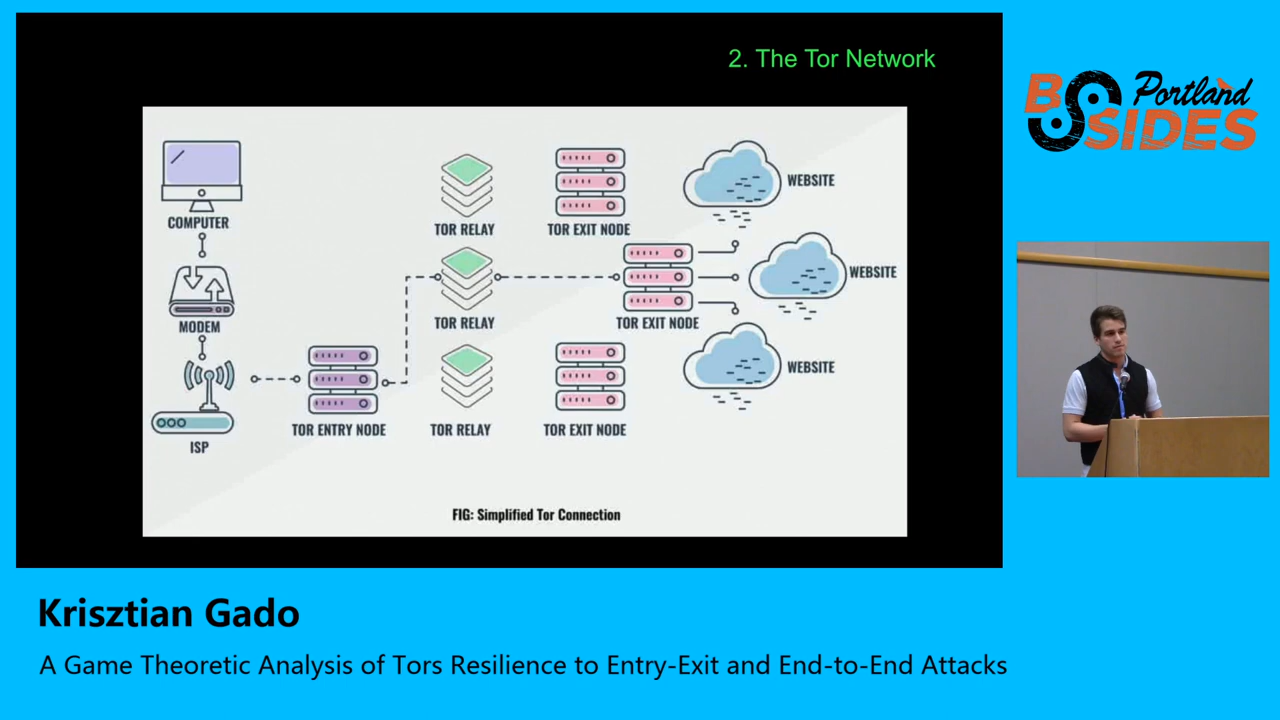 2. The Tor Network
COMPUTER
MODEM
ISP
TOR ENTRY NODE
TOR RELAY
TOR RELAY
TOR RELAY
TOR EXIT NODE
TOR EXIT NODE
TOR EXIT NODE
WEBSITE
WEBSITE
WEBSITE
FIG: Simplified Tor Connection
BSIDES
Portland
Krisztian Gado
A Game Theoretic Analysis of Tors Resilience to Entry-Exit and End-to-End Attacks